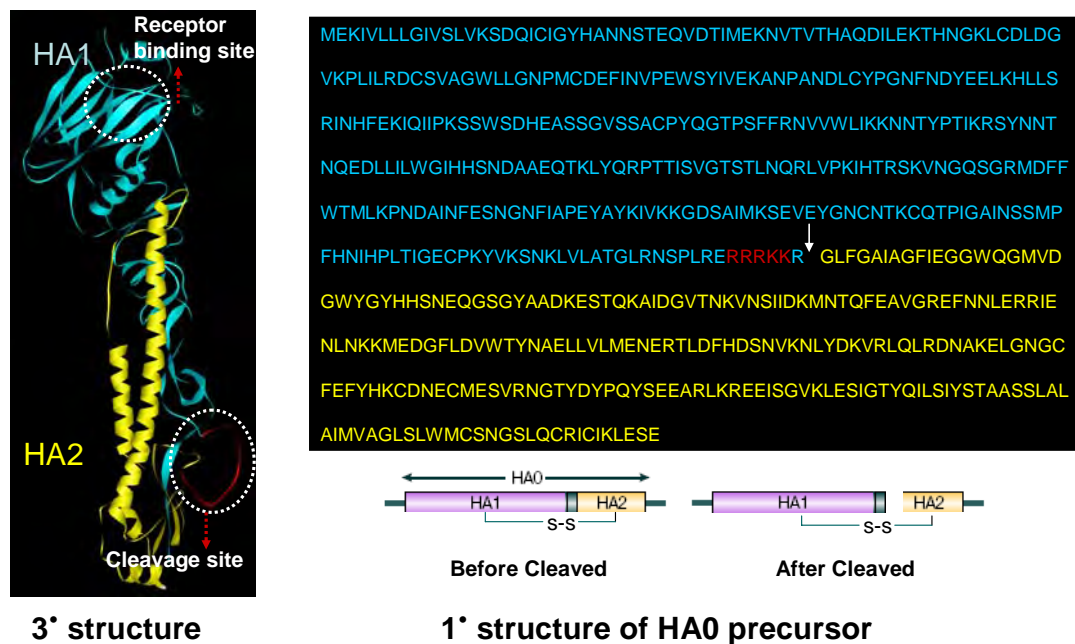 Receptor
binding site
HA1
HA2
Cleavage site
3˚ structure
MEKIVLLLGIVSLVKSDQICIGYHANNSTEQVDTIMEKNVTVTHAQDILEKTHNGKLCDLDG
VKPLILRDCSVAGWLLGNPMCDEFINVPEWSYIVEKANPANDLCYPGNFNDYEELKHLLS
RINHFEKIQIIPKSSWSDHEASSGVSSACPYQGTPSFFRNVVWLIKKNNTYPTIKRSYNNT
NQEDLLILWGIHHSNDAAEQTKLYQRPTTISVGTSTLNQRLVPKIHTRSKVNGQSGRMDFF
WTMLKPNDAINFESNGNFIAPEYAYKIVKKGDSAIMKSEVEYGNCNTKCQTPIGAINSSMP
FHNIHPLTIGECPKYVKSNKLVLATGLRNSPLRERRRKKR GLFGAIAGFIEGGWQGMVD
GWYGYHHSNEQGSGYAADKESTQKAIDGVTNKVNSIIDKMNTQFEAVGREFNNLERRIE
NLNKKMEDGFLDVWTYNAELLVLMENERTLDFHDSNVKNLYDKVRLQLRDNAKELGNGC
FEFYHKCDNECMESVRNGTYDYPQYSEEARLKREEISGVKLESIGTYQILSIYSTAASSLAL
AIMVAGLSLWMCSNGSLQCRICIKLESE
HA0
HA1 HA2
S-S
Before Cleaved
HA1 HA2
S-S
After Cleaved
1˚ structure of HA0 precursor